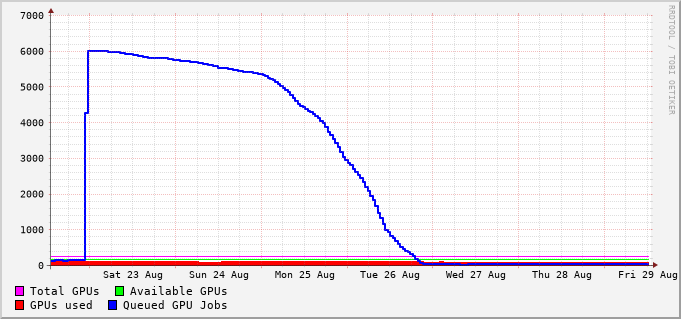 7000
6000
5000
4000
3000
2000
1000
0
Sat 23 Aug Sun 24 Aug Mon 25 Aug Tue 26 Aug Wed 27 Aug Thu 28 Aug Fri 29 Aug
Total GPUs Available GPUs
GPUs used Queued GPU Jobs
RRDTOOL / TOBI OETIKER